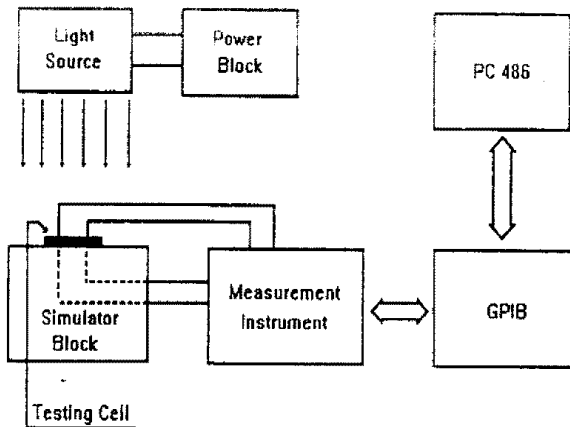 Light
Source
Power
Block
PC 486
Simulator
Block
Measurement
Instrument
GPIB
Testing Cell